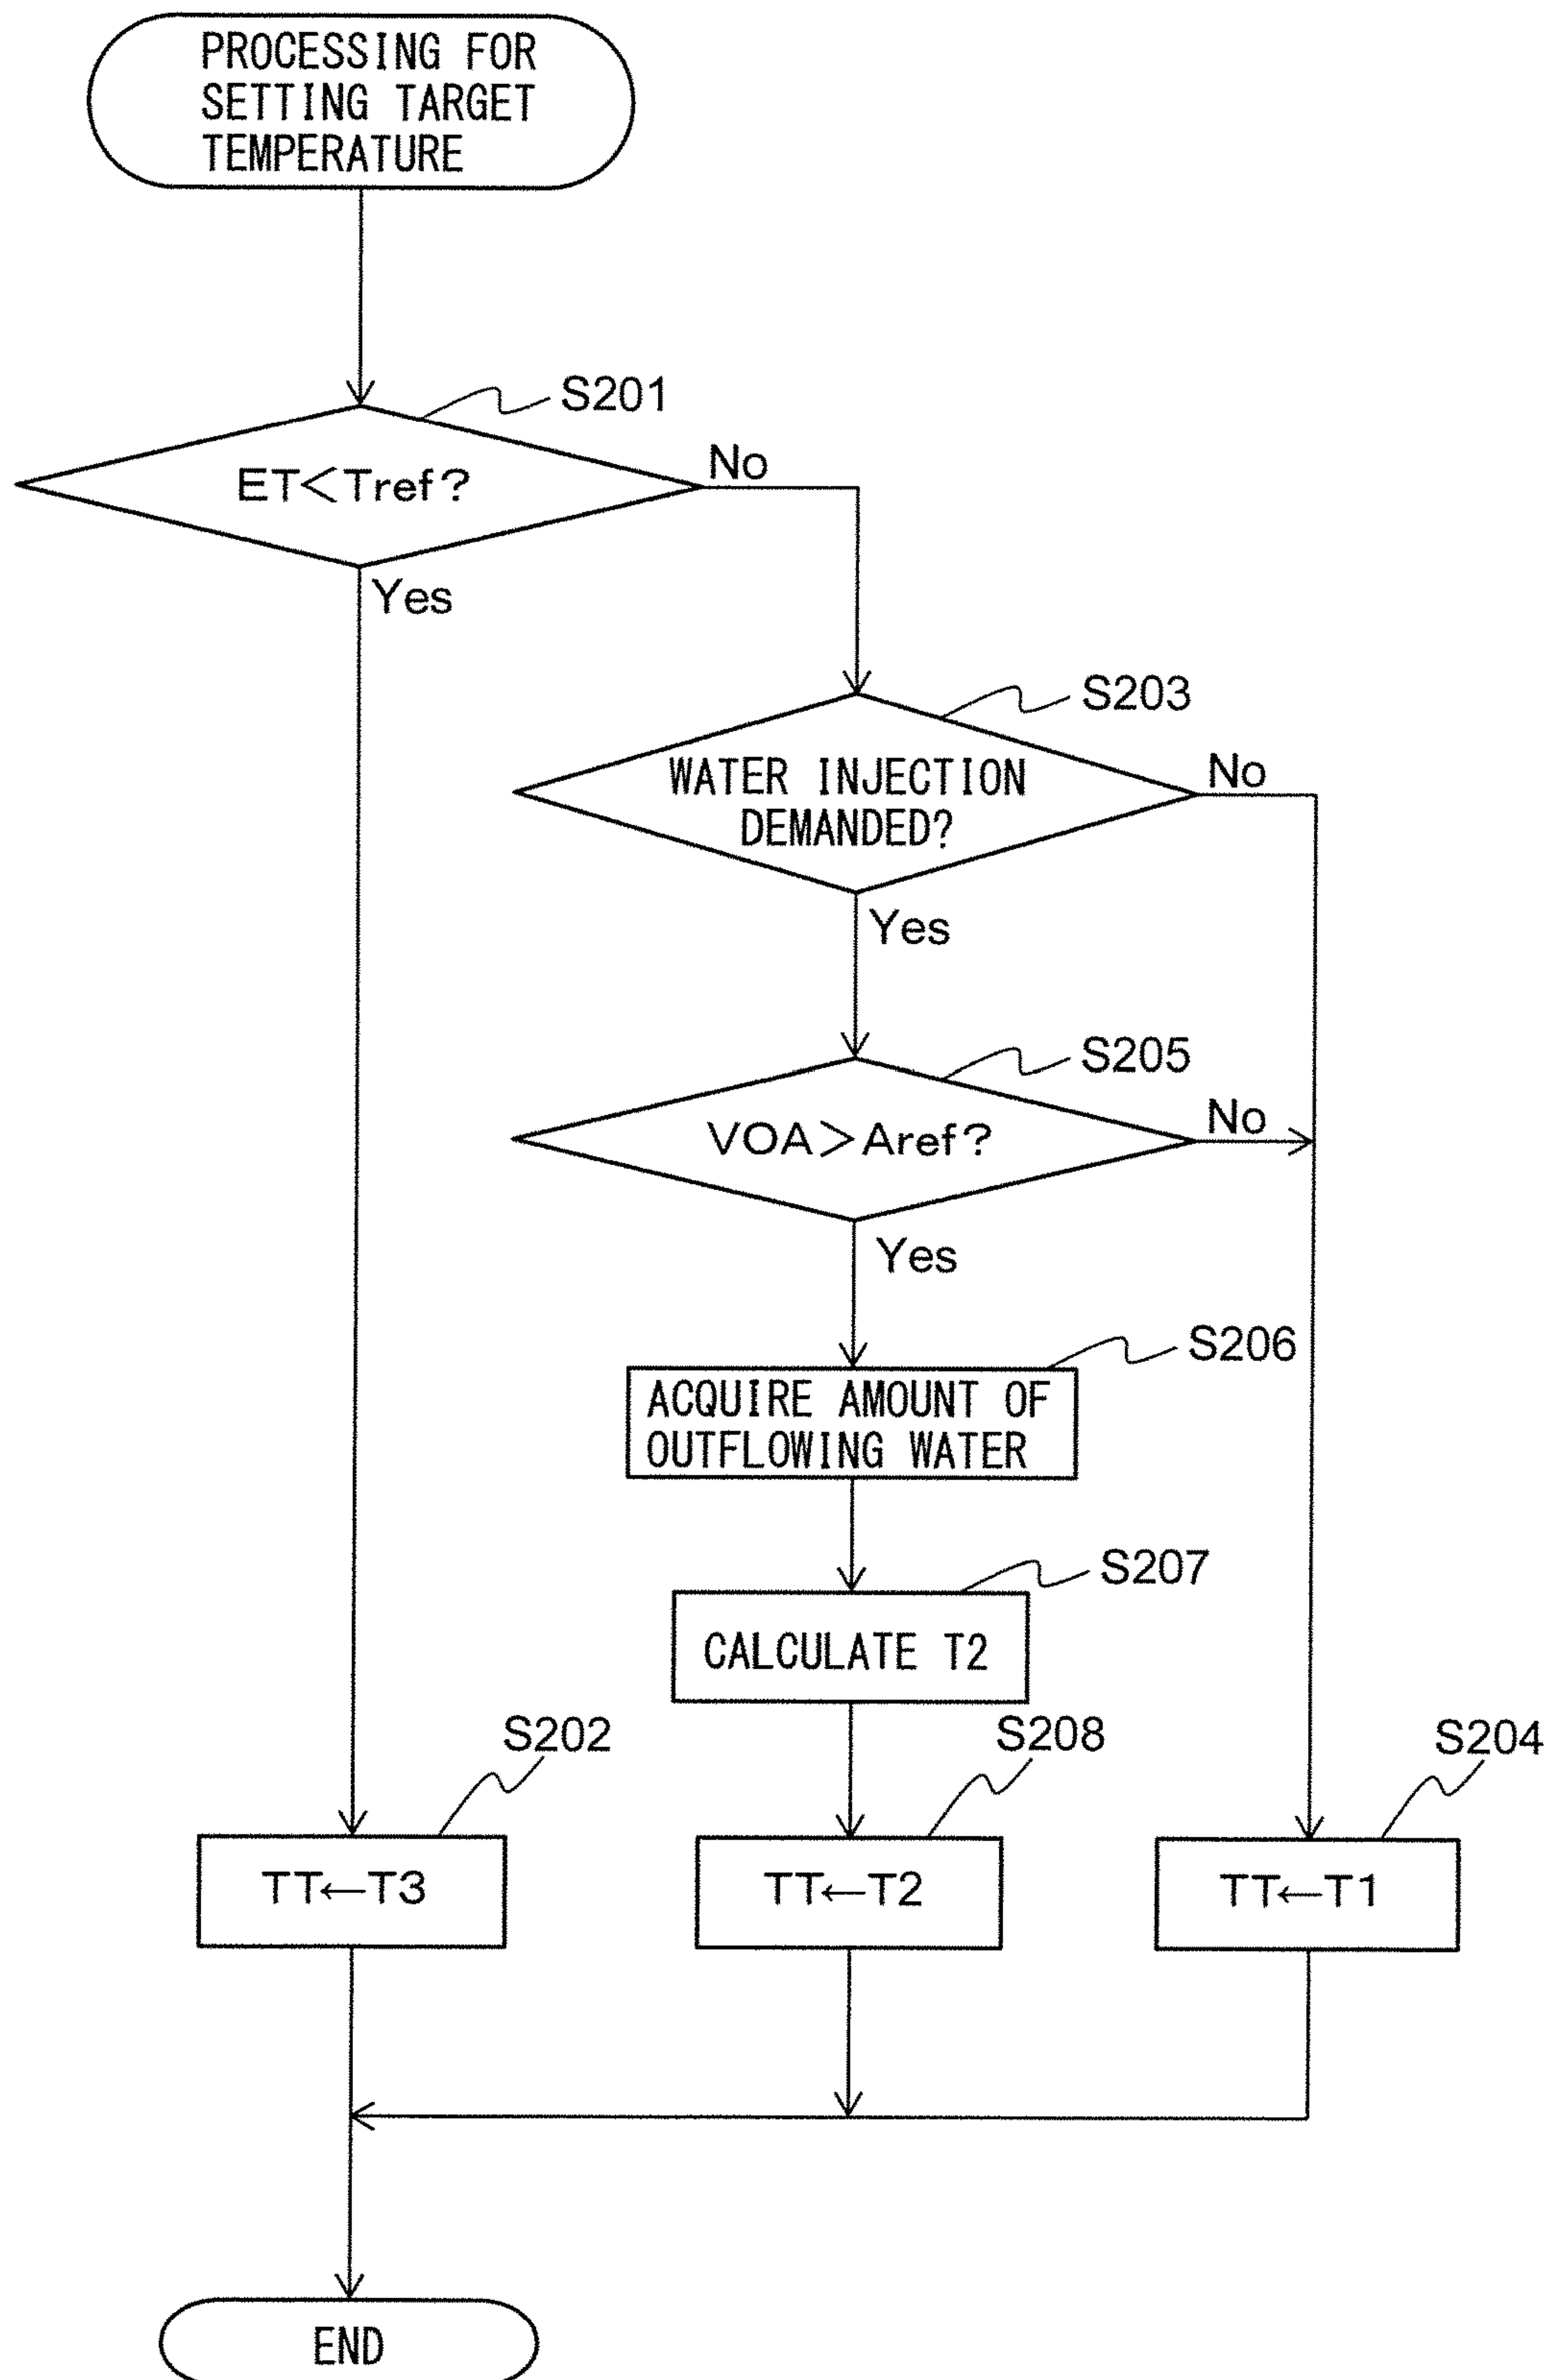 PROCESSING FOR
SETTING TARGET
TEMPERATURE
S201
ET<Tref?
No
Yes
S203
WATER INJECTION
DEMANDED?
No
Yes
S205
VOA>Aref?
No
Yes
S206
ACQUIRE AMOUNT OF
OUTFLOWING WATER
S207
CALCULATE T2
S202
S208
S204
TT←T3
TT←T2
TT←T1
END